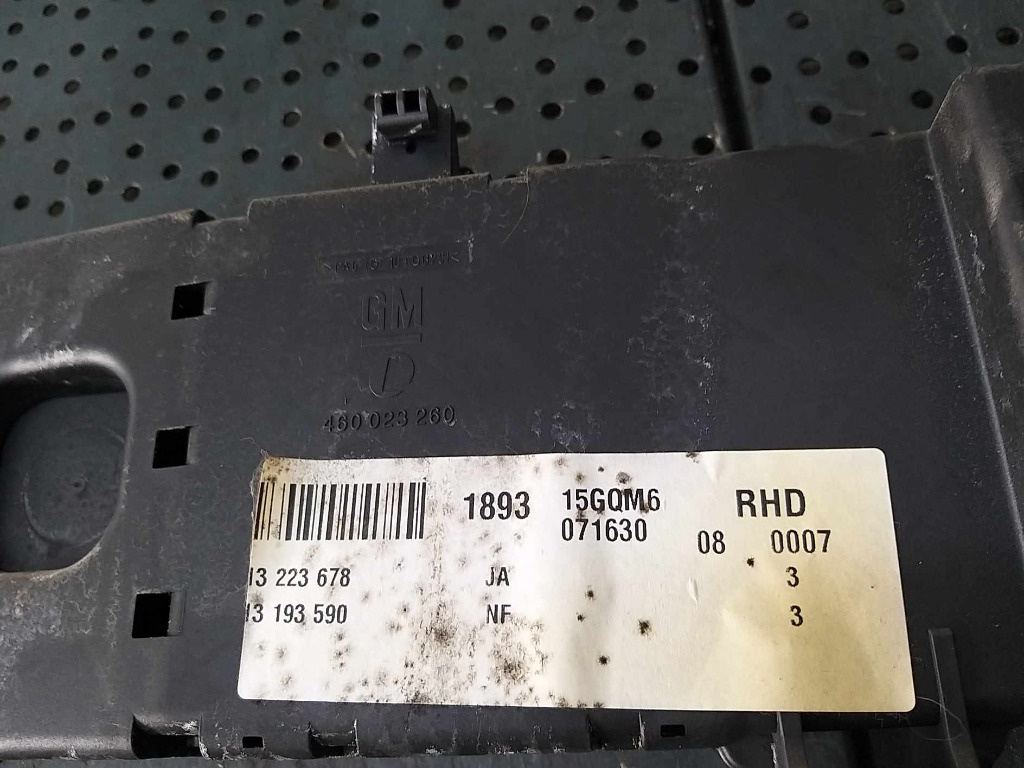 GM
460 023 260
1893 15GQM6 RHD
071630 08 0007
13 223 678 JA 3
13 193 590 NF 3